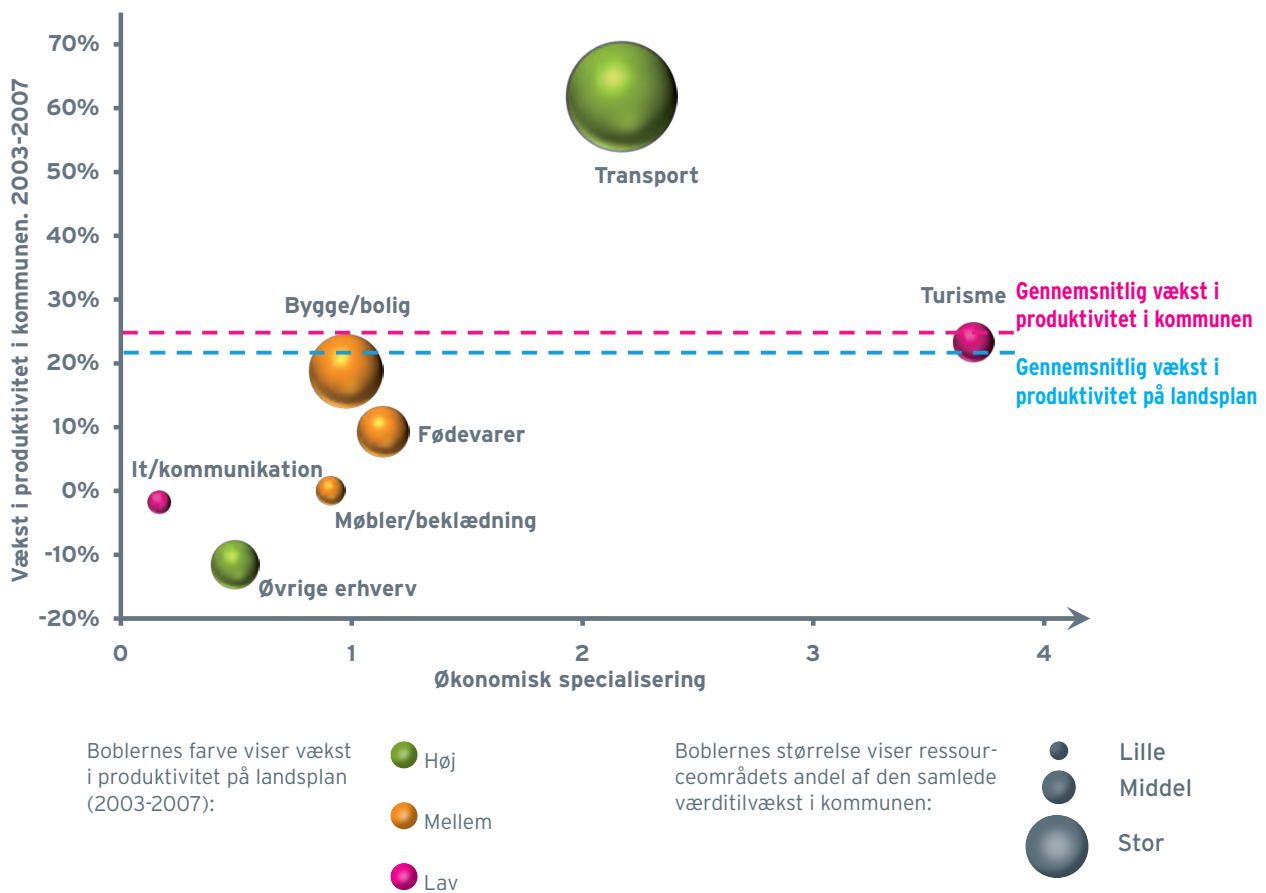 Vækst i produktivitet i kommunen. 2003-2007
70%
60%
50%
40%
30%
20%
10%
0%
-10%
-20%
Transport
Turisme
Gennemsnitlig vækst i
produktivitet i kommunen
Bygge/bolig
Gennemsnitlig vækst i
produktivitet på landsplan
Fødevarer
It/kommunikation
Møbler/beklædning
Øvrige erhverv
0 1 2 3 4
Økonomisk specialisering
Boblernes farve viser vækst
i produktivitet på landsplan
(2003-2007):
Høj
Mellem
Lav
Boblernes størrelse viser ressour-
ceområdets andel af den samlede
værditilvækst i kommunen:
Lille
Middel
Stor